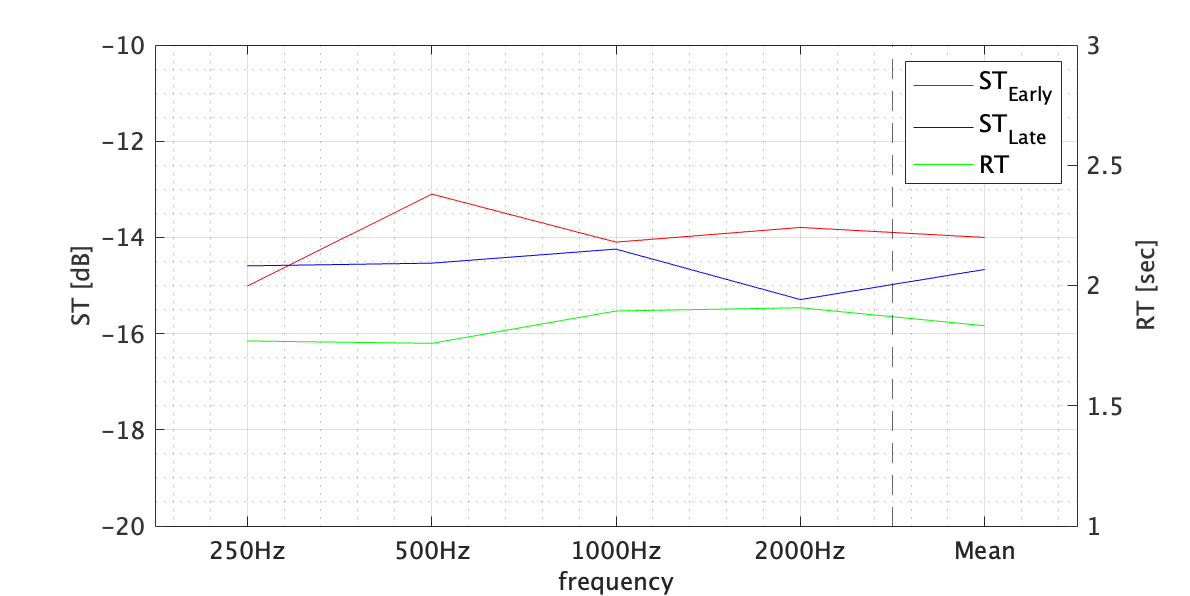 ST [dB]
-10
-12
-14
-16
-18
-20
ST_Early
ST_Late
RT
3
2.5
2
1.5
1
RT [sec]
250Hz 500Hz 1000Hz 2000Hz Mean
frequency